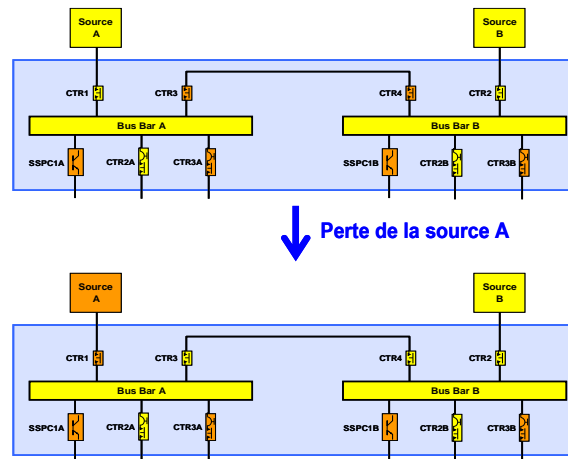 Source A
Source B
CTR1
CTR3
CTR4
CTR2
Bus Bar A
Bus Bar B
SSPC1A
CTR2A
CTR3A
SSPC1B
CTR2B
CTR3B
Perte de la source A
Source A
Source B
CTR1
CTR3
CTR4
CTR2
Bus Bar A
Bus Bar B
SSPC1A
CTR2A
CTR3A
SSPC1B
CTR2B
CTR3B